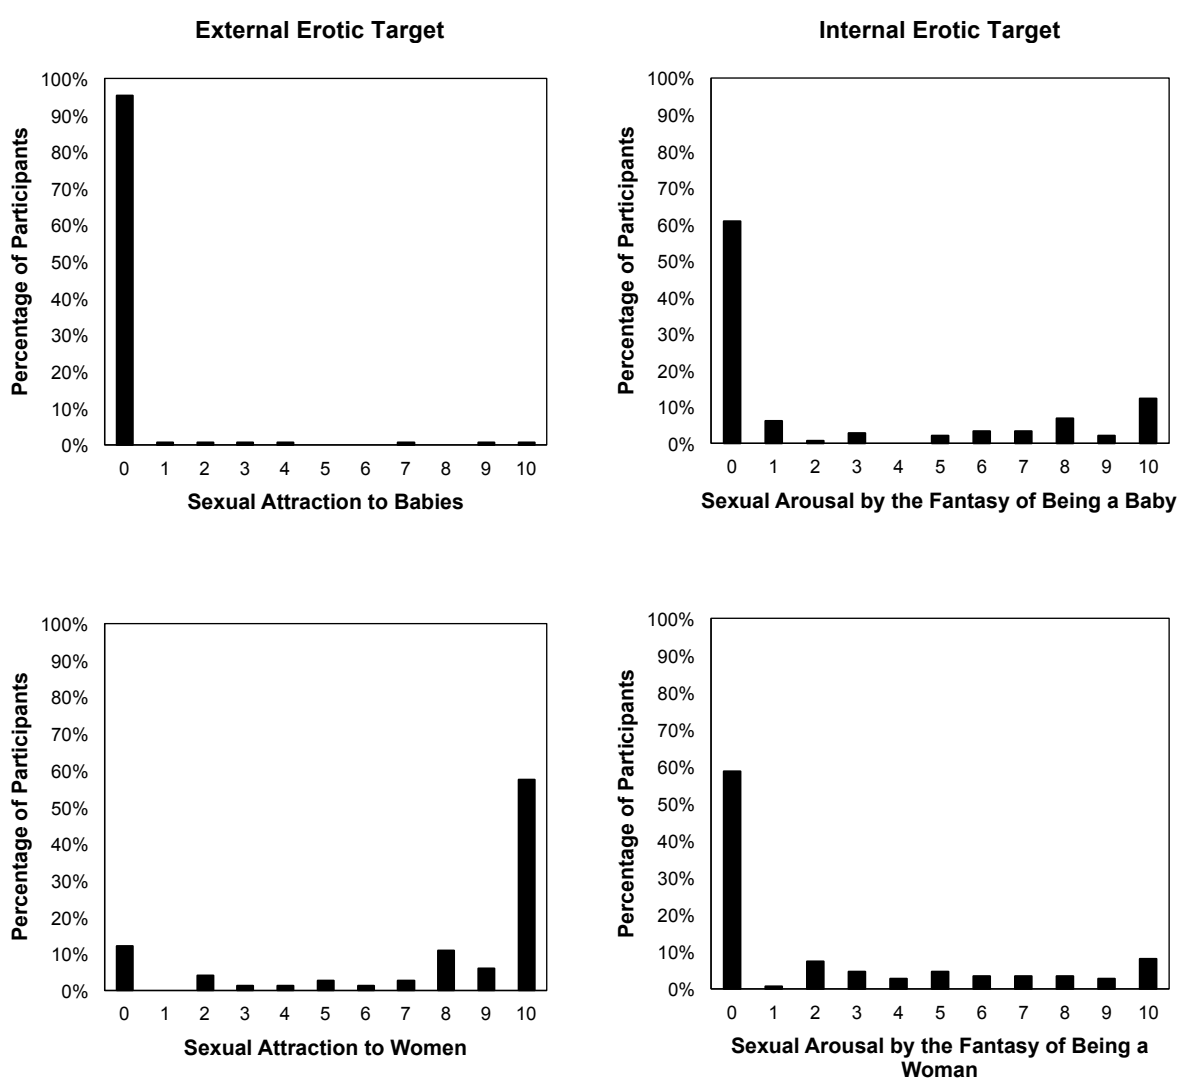 External Erotic Target
Percentage of Participants
100%
90%
80%
70%
60%
50%
40%
30%
20%
10%
0%
0 1 2 3 4 5 6 7 8 9 10
Sexual Attraction to Babies
Internal Erotic Target
Percentage of Participants
100%
90%
80%
70%
60%
50%
40%
30%
20%
10%
0%
0 1 2 3 4 5 6 7 8 9 10
Sexual Arousal by the Fantasy of Being a Baby
Percentage of Participants
100%
90%
80%
70%
60%
50%
40%
30%
20%
10%
0%
0 1 2 3 4 5 6 7 8 9 10
Sexual Attraction to Women
Percentage of Participants
100%
90%
80%
70%
60%
50%
40%
30%
20%
10%
0%
0 1 2 3 4 5 6 7 8 9 10
Sexual Arousal by the Fantasy of Being a
Woman